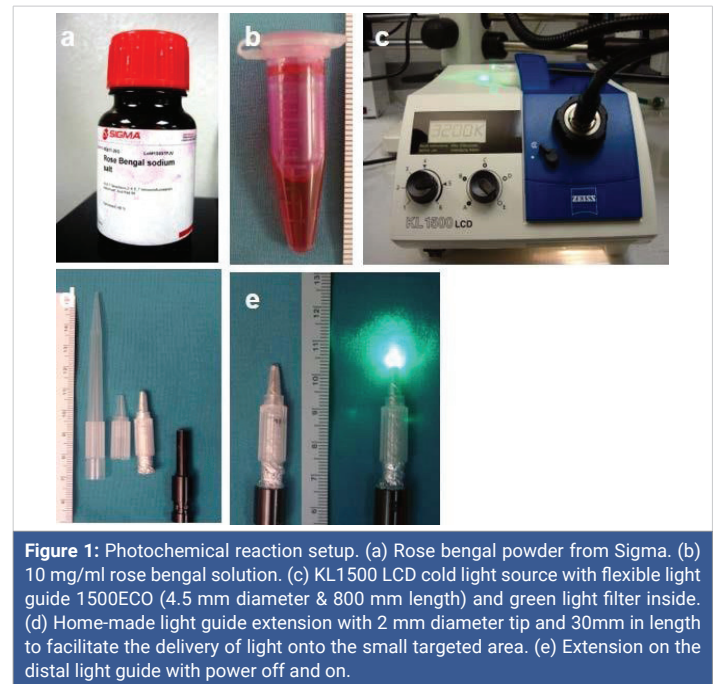 a
b
c
SIGMA
Rose Bengal sodium
salt
3200K
KL 1500 LCD
ZEISS
d
e
Figure 1: Photochemical reaction setup. (a) Rose bengal powder from Sigma. (b)
10 mg/ml rose bengal solution. (c) KL1500 LCD cold light source with flexible light
guide 1500ECO (4.5 mm diameter & 800 mm length) and green light filter inside.
(d) Home-made light guide extension with 2 mm diameter tip and 30mm in length
to facilitate the delivery of light onto the small targeted area. (e) Extension on the
distal light guide with power off and on.